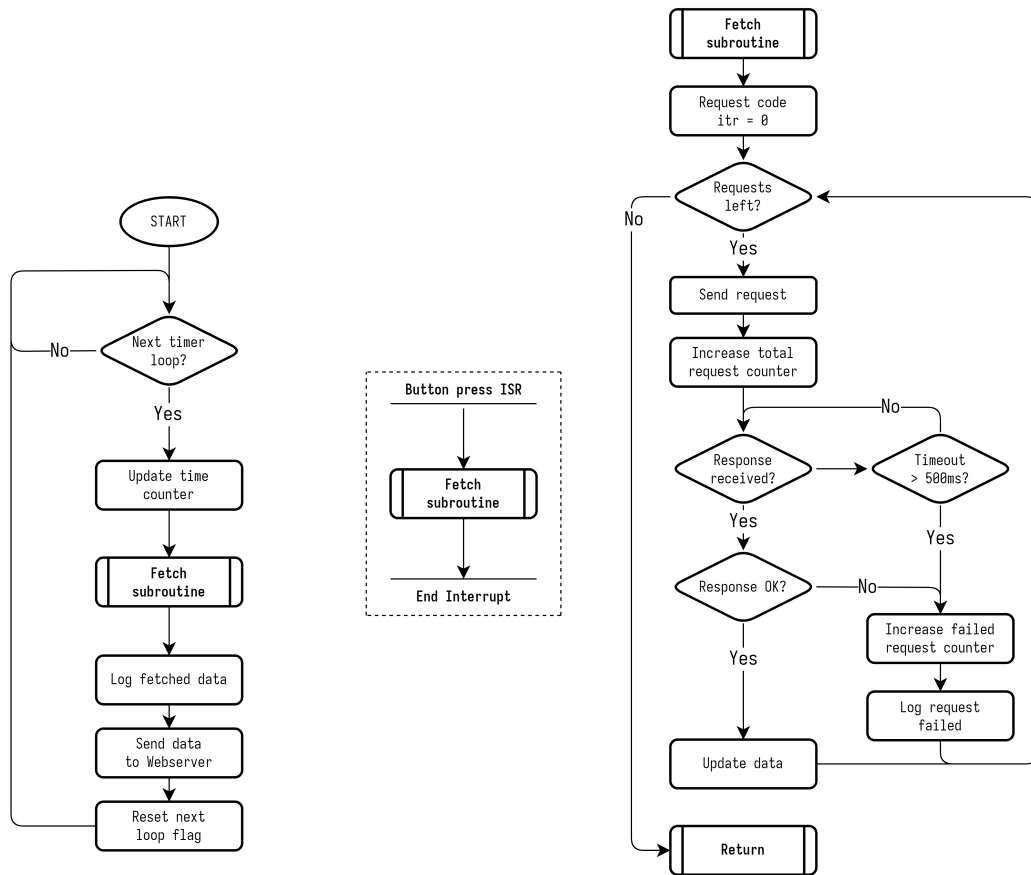 START
Next timer
loop?
No
Yes
Update time
counter
Fetch
subroutine
Log fetched data
Send data
to Webserver
Reset next
loop flag
Button press ISR
Fetch
subroutine
End Interrupt
Fetch
subroutine
Request code
itr = 0
Requests
left?
No
Yes
Send request
Increase total
request counter
No
Response
received?
Timeout
> 500ms?
Yes
Yes
Response OK?
No
Increase failed
request counter
Yes
Log request
failed
Update data
Return